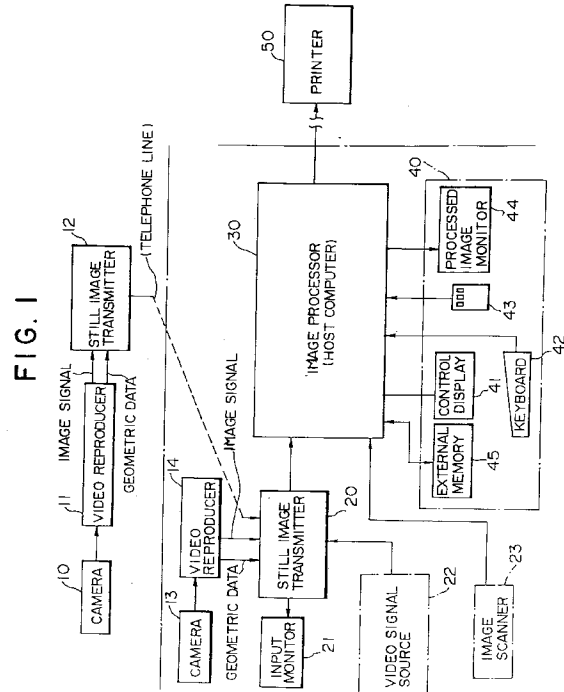 FIG. 1
10
CAMERA
11
VIDEO REPRODUCER
IMAGE SIGNAL
GEOMETRIC DATA
12
STILL IMAGE
TRANSMITTER
(TELEPHONE LINE)
13
CAMERA
14
VIDEO
REPRODUCER
GEOMETRIC DATA
IMAGE SIGNAL
20
STILL IMAGE
TRANSMITTER
INPUT
MONITOR
21
VIDEO SIGNAL
SOURCE
22
IMAGE SCANNER
23
30
IMAGE PROCESSOR
(HOST COMPUTER)
50
PRINTER
40
EXTERNAL
MEMORY
45
CONTROL
DISPLAY
41
KEYBOARD
42
43
PROCESSED IMAGE
MONITOR
44